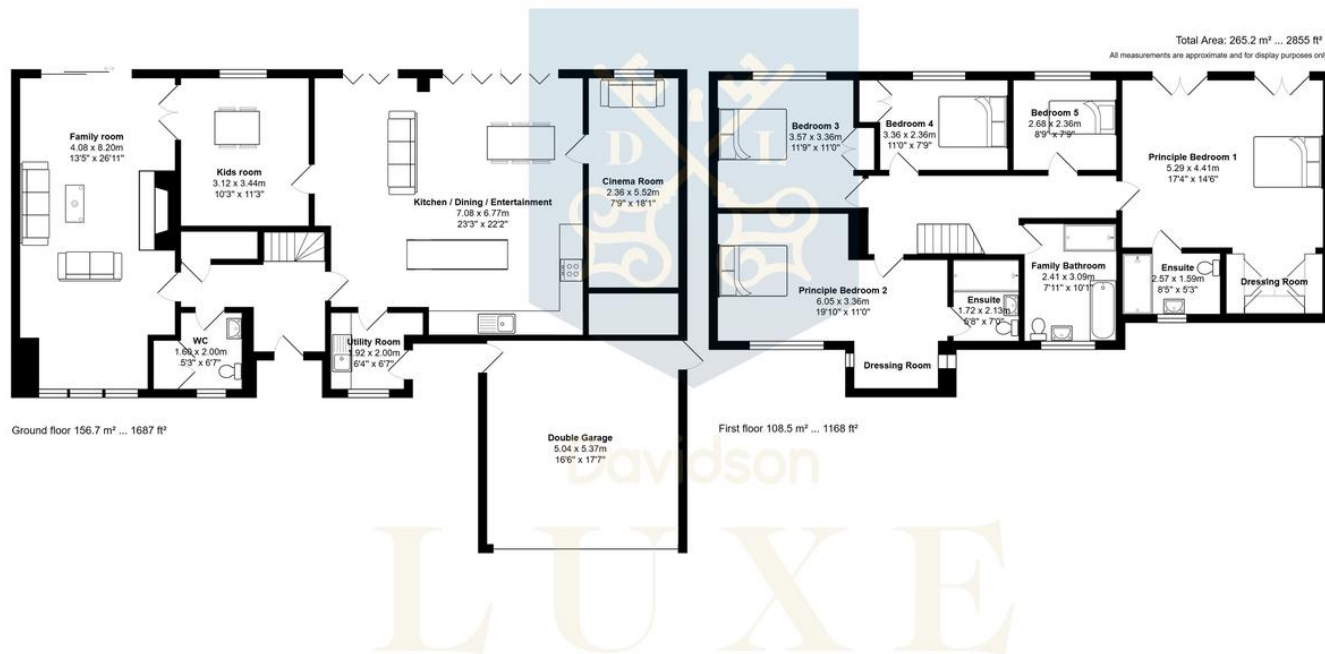 Total Area: 265.2 m² ... 2855 ft²
All measurements are approximate and for display purposes only
Family room
4.08 x 8.20m
13'5" x 26'11"
Kids room
3.12 x 3.44m
10'3" x 11'3"
Kitchen / Dining / Entertainment
7.08 x 6.77m
23'3" x 22'2"
Cinema Room
2.36 x 5.52m
7'9" x 18'1"
WC
1.60 x 2.00m
5'3" x 6'7"
Utility Room
1.92 x 2.00m
6'4" x 6'7"
Double Garage
5.04 x 5.37m
16'6" x 17'7"
Ground floor 156.7 m² ... 1687 ft²
Bedroom 3
3.57 x 3.36m
11'9" x 11'0"
Bedroom 4
3.36 x 2.36m
11'0" x 7'9"
Bedroom 5
2.68 x 2.36m
8'9" x 7'9"
Principle Bedroom 1
5.29 x 4.41m
17'4" x 14'6"
Principle Bedroom 2
6.05 x 3.36m
19'10" x 11'0"
Ensuite
1.72 x 2.13m
5'8" x 7'0"
Family Bathroom
2.41 x 3.09m
7'11" x 10'1"
Ensuite
2.57 x 1.59m
8'5" x 5'3"
Dressing Room
Dressing Room
First floor 108.5 m² ... 1168 ft²
D L
Davidson
LUXE